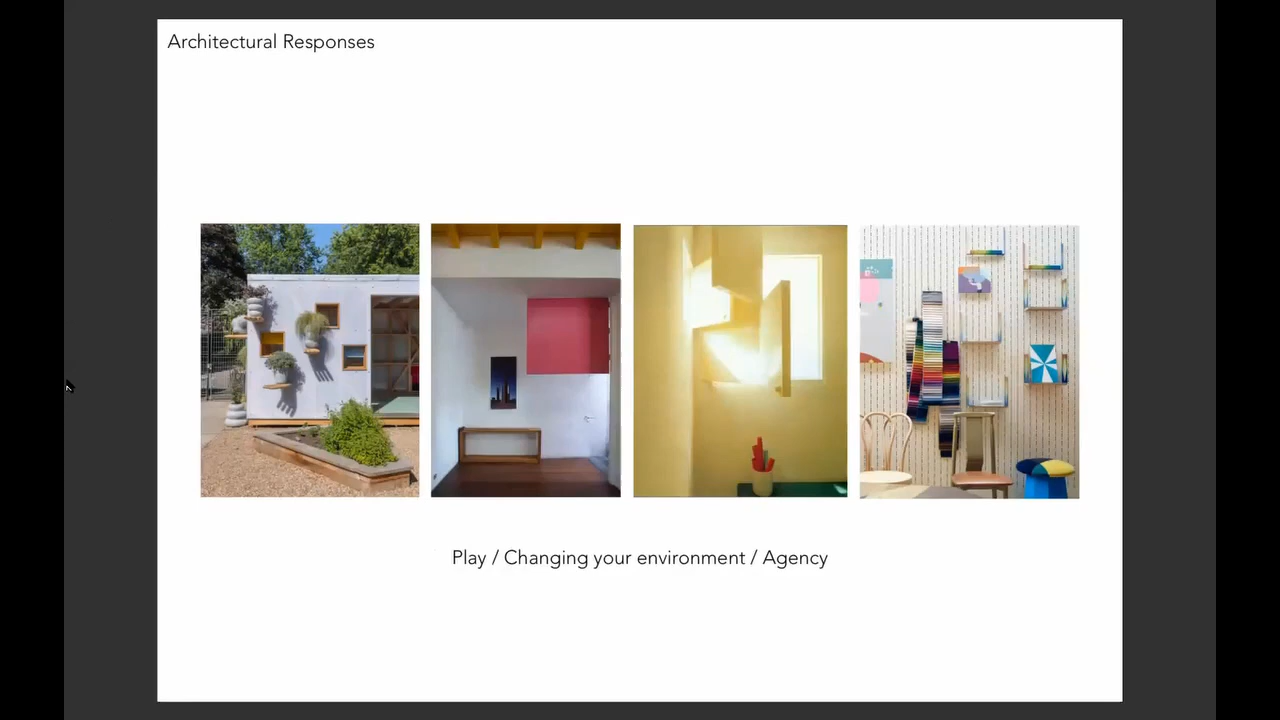 Architectural Responses
Play / Changing your environment / Agency